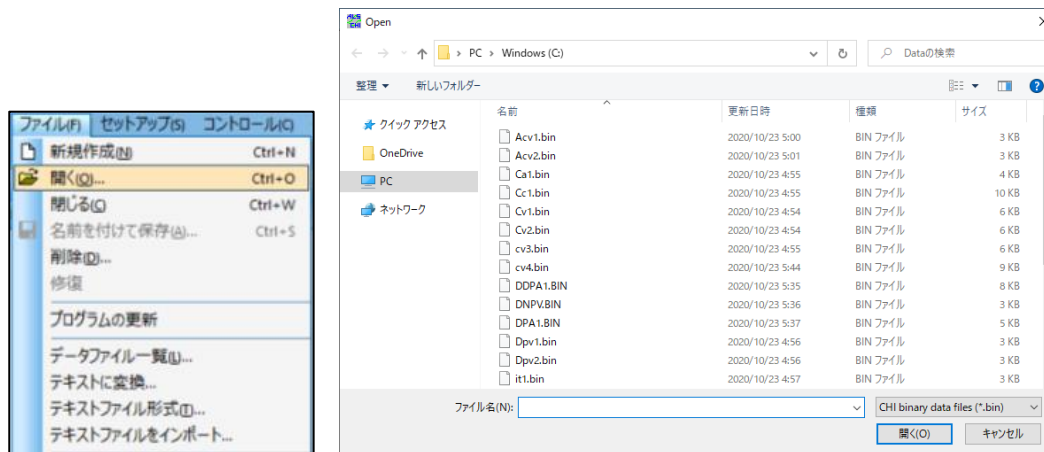 ファイル(F) セットアップ(S) コントロール(C)
新規作成(N) Ctrl+N
開く(O)... Ctrl+O
閉じる(C) Ctrl+W
名前を付けて保存(A)... Ctrl+S
削除(D)...
修復
プログラムの更新
データファイル一覧(L)...
テキストに変換...
テキストファイル形式(T)...
テキストファイルをインポート...
ALS CHI Open
PC > Windows (C:) Dataの検索
整理 新しいフォルダー
クイック アクセス
OneDrive
PC
ネットワーク
名前 更新日時 種類 サイズ
Acv1.bin 2020/10/23 5:00 BIN ファイル 3 KB
Acv2.bin 2020/10/23 5:01 BIN ファイル 3 KB
Ca1.bin 2020/10/23 4:55 BIN ファイル 4 KB
Cc1.bin 2020/10/23 4:55 BIN ファイル 10 KB
Cv1.bin 2020/10/23 4:54 BIN ファイル 6 KB
Cv2.bin 2020/10/23 4:54 BIN ファイル 6 KB
cv3.bin 2020/10/23 4:55 BIN ファイル 6 KB
cv4.bin 2020/10/23 5:44 BIN ファイル 9 KB
DDPA1.BIN 2020/10/23 5:35 BIN ファイル 8 KB
DNPV.BIN 2020/10/23 5:36 BIN ファイル 3 KB
DPA1.BIN 2020/10/23 5:37 BIN ファイル 5 KB
Dpv1.bin 2020/10/23 4:56 BIN ファイル 3 KB
Dpv2.bin 2020/10/23 4:56 BIN ファイル 3 KB
it1.bin 2020/10/23 4:57 BIN ファイル 3 KB
ファイル名(N): CHI binary data files (*.bin)
開く(O) キャンセル